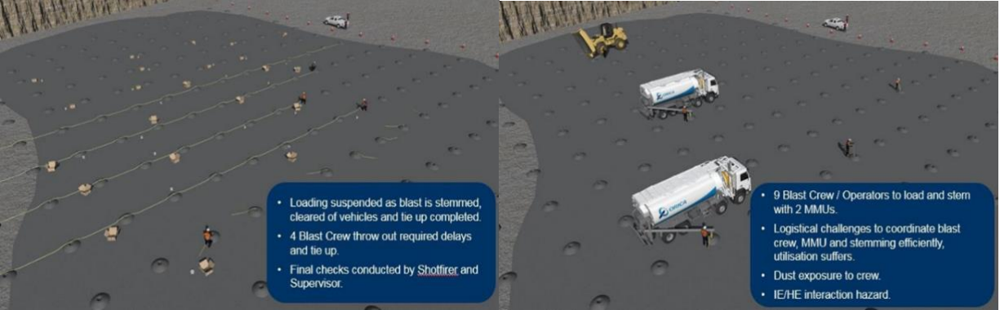 • Loading suspended as blast is stemmed,
cleared of vehicles and tie up completed.
• 4 Blast Crew throw out required delays
and tie up.
• Final checks conducted by Shotfirer and
Supervisor.
ORICA
ORICA
• 9 Blast Crew / Operators to load and stem
with 2 MMUs.
• Logistical challenges to coordinate blast
crew, MMU and stemming efficiently,
utilisation suffers.
• Dust exposure to crew.
• IE/HE interaction hazard.